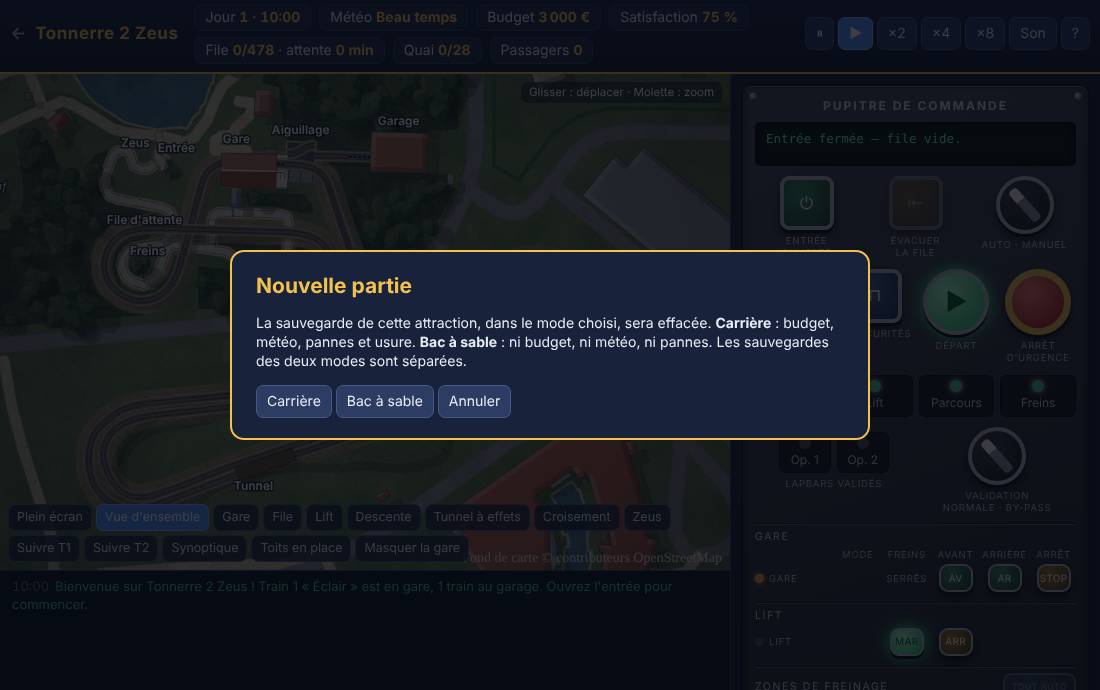 ← Tonnerre 2 Zeus
Jour 1 · 10:00
Météo Beau temps
Budget 3 000 €
Satisfaction 75 %
File 0/478 · attente 0 min
Quai 0/28
Passagers 0
×2
×4
×8
Son
?
Glisser : déplacer · Molette : zoom
Garage
Aiguillage
Gare
Zeus
Entrée
File d'attente
Freins
Tunnel
PUPITRE DE COMMANDE
Entrée fermée — file vide.
ENTRÉE
ÉVACUER
LA FILE
AUTO · MANUEL
DÉPART
ARRÊT
D'URGENCE
Parcours
Freins
Op. 1
Op. 2
LAPBARS VALIDÉS
VALIDATION
NORMALE · BY-PASS
Nouvelle partie
La sauvegarde de cette attraction, dans le mode choisi, sera effacée. Carrière : budget,
météo, pannes et usure. Bac à sable : ni budget, ni météo, ni pannes. Les sauvegardes
des deux modes sont séparées.
Carrière
Bac à sable
Annuler
Plein écran
Vue d'ensemble
Gare
File
Lift
Descente
Tunnel à effets
Croisement
Zeus
Suivre T1
Suivre T2
Synoptique
Toits en place
Masquer la gare
ond de carte © contributeurs OpenStreetMap
10:00 Bienvenue sur Tonnerre 2 Zeus ! Train 1 « Éclair » est en gare, 1 train au garage. Ouvrez l'entrée pour
commencer.
GARE
MODE
FREINS
AVANT
ARRIÈRE
ARRÊT
GARE
SERRÉS
AV
AR
STOP
LIFT
LIFT
MAR
ARR
ZONES DE FREINAGE
TOUT AUTO